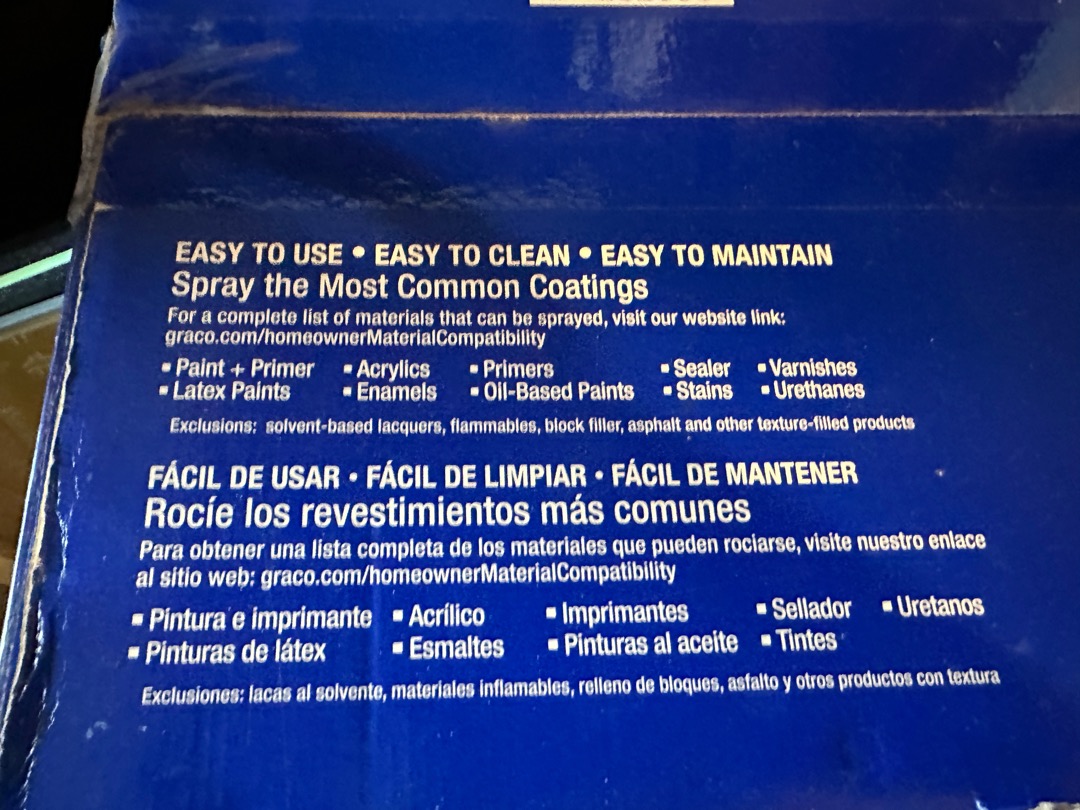 EASY TO USE • EASY TO CLEAN • EASY TO MAINTAIN
Spray the Most Common Coatings
For a complete list of materials that can be sprayed, visit our website link:
graco.com/homeownerMaterialCompatibility
▪ Paint + Primer ▪ Acrylics ▪ Primers ▪ Sealer ▪ Varnishes
▪ Latex Paints ▪ Enamels ▪ Oil-Based Paints ▪ Stains ▪ Urethanes
Exclusions: solvent-based lacquers, flammables, block filler, asphalt and other texture-filled products
FÁCIL DE USAR • FÁCIL DE LIMPIAR • FÁCIL DE MANTENER
Rocíe los revestimientos más comunes
Para obtener una lista completa de los materiales que pueden rociarse, visite nuestro enlace
al sitio web: graco.com/homeownerMaterialCompatibility
▪ Pintura e imprimante ▪ Acrílico ▪ Imprimantes ▪ Sellador ▪ Uretanos
▪ Pinturas de látex ▪ Esmaltes ▪ Pinturas al aceite ▪ Tintes
Exclusiones: lacas al solvente, materiales inflamables, relleno de bloques, asfalto y otros productos con textura